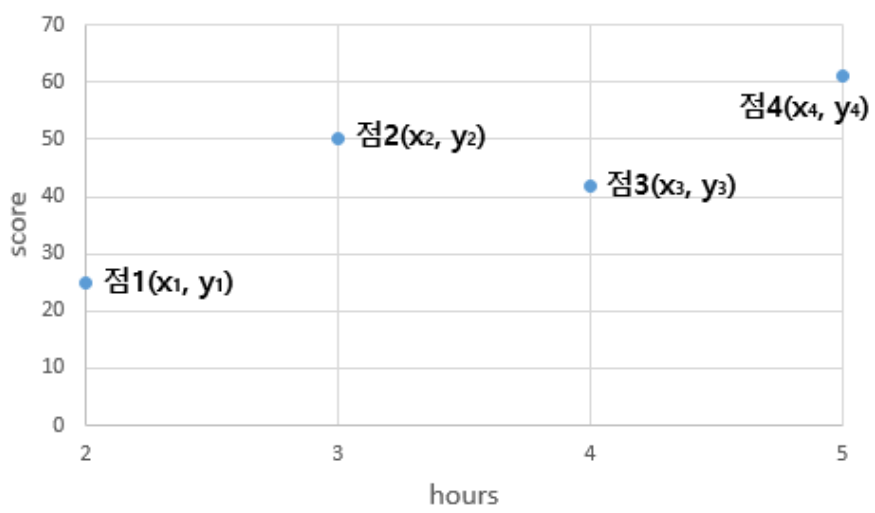 70
60
점4(x₄, y₄)
50
점2(x₂, y₂)
40
점3(x₃, y₃)
score
30
점1(x₁, y₁)
20
10
0
2 3 4 5
hours